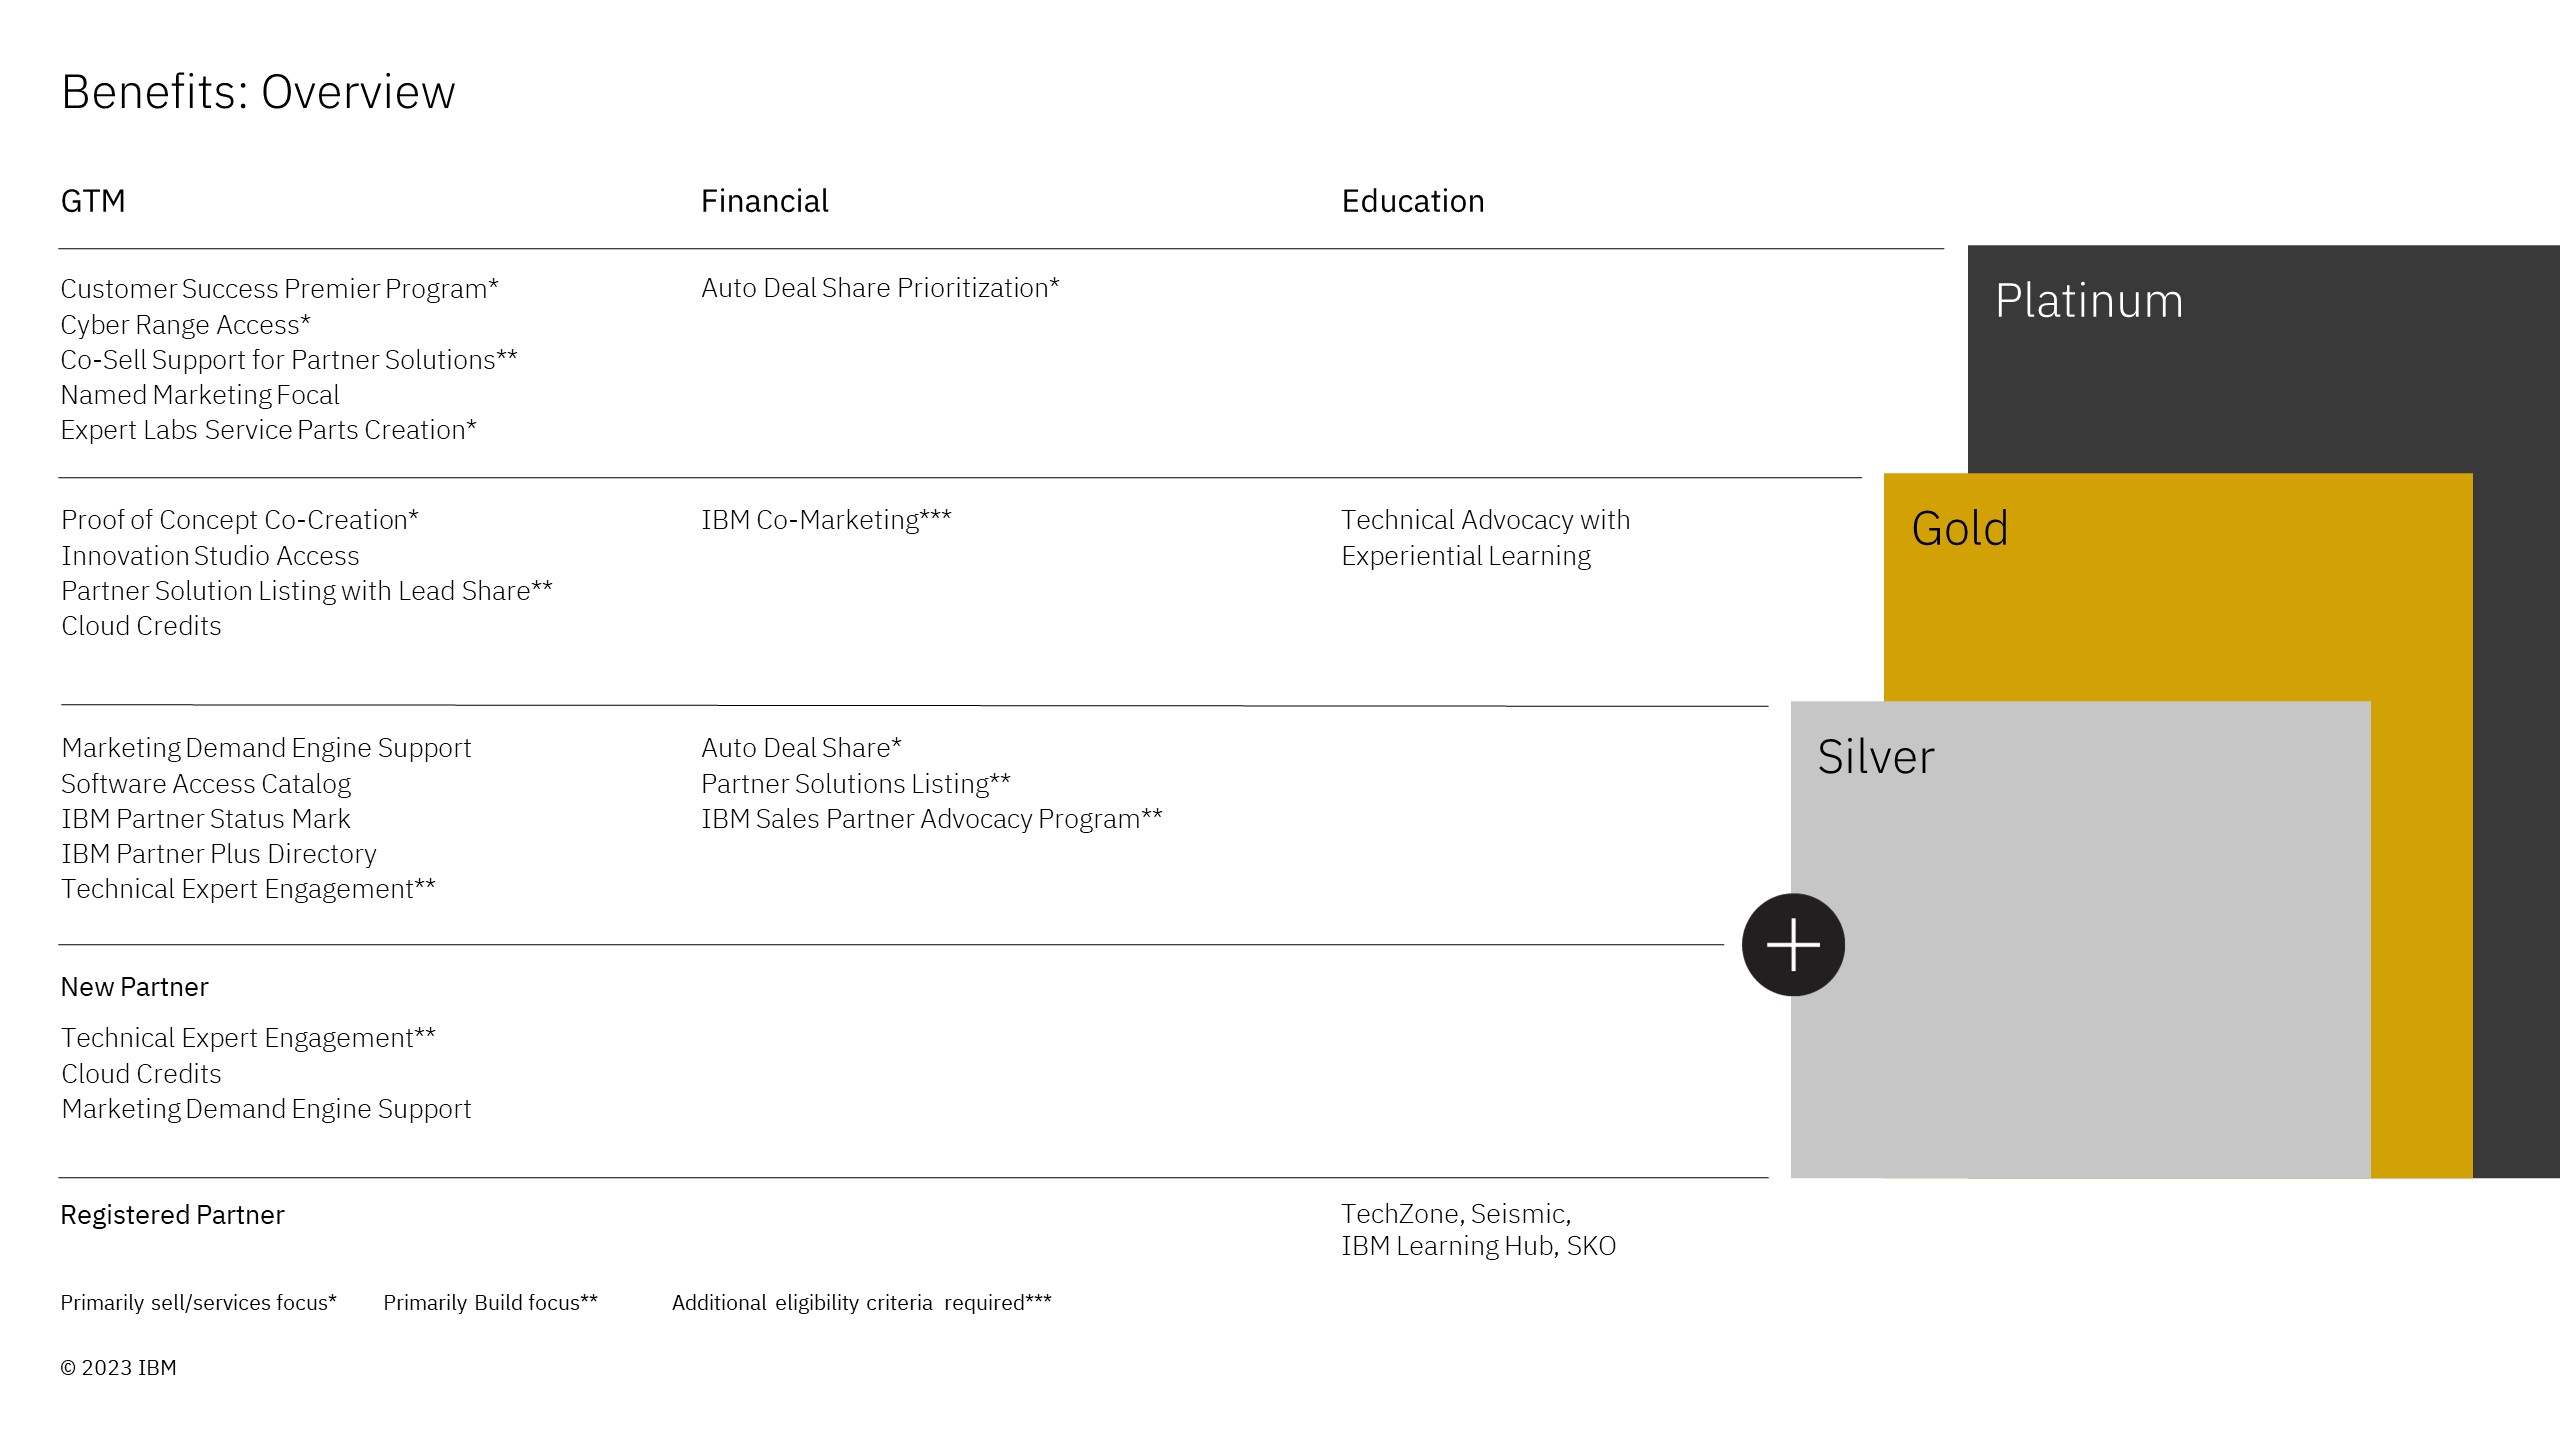 Benefits: Overview
GTM
Financial
Education
Customer Success Premier Program*
Cyber Range Access*
Co-Sell Support for Partner Solutions**
Named Marketing Focal
Expert Labs Service Parts Creation*
Auto Deal Share Prioritization*
Platinum
Proof of Concept Co-Creation*
Innovation Studio Access
Partner Solution Listing with Lead Share**
Cloud Credits
IBM Co-Marketing***
Technical Advocacy with
Experiential Learning
Gold
Marketing Demand Engine Support
Software Access Catalog
IBM Partner Status Mark
IBM Partner Plus Directory
Technical Expert Engagement**
Auto Deal Share*
Partner Solutions Listing**
IBM Sales Partner Advocacy Program**
Silver
New Partner
Technical Expert Engagement**
Cloud Credits
Marketing Demand Engine Support
Registered Partner
TechZone, Seismic,
IBM Learning Hub, SKO
Primarily sell/services focus*
Primarily Build focus**
Additional eligibility criteria required***
© 2023 IBM